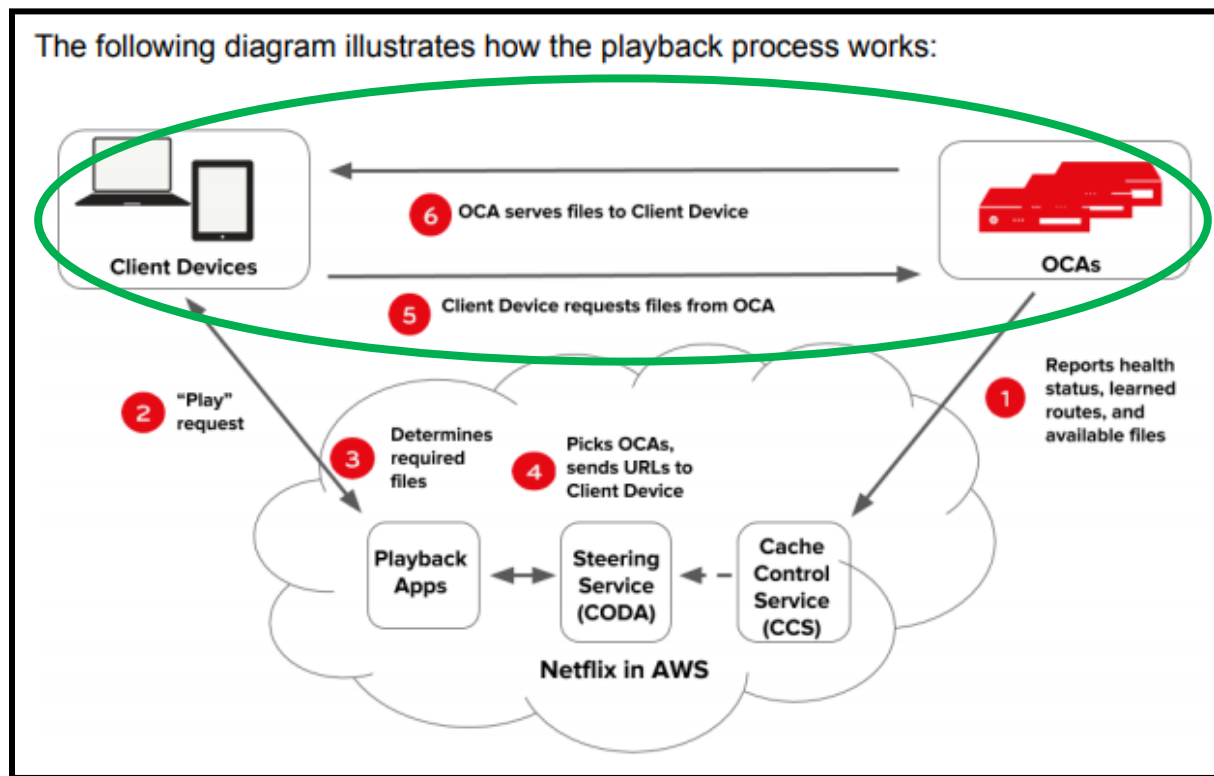 The following diagram illustrates how the playback process works:
6
OCA serves files to Client Device
Client Devices
OCAs
5
Client Device requests files from OCA
2
"Play"
request
1
Reports health
status, learned
routes, and
available files
3
Determines
required
files
4
Picks OCAs,
sends URLs to
Client Device
Playback
Apps
Steering
Service
(CODA)
Cache
Control
Service
(CCS)
Netflix in AWS